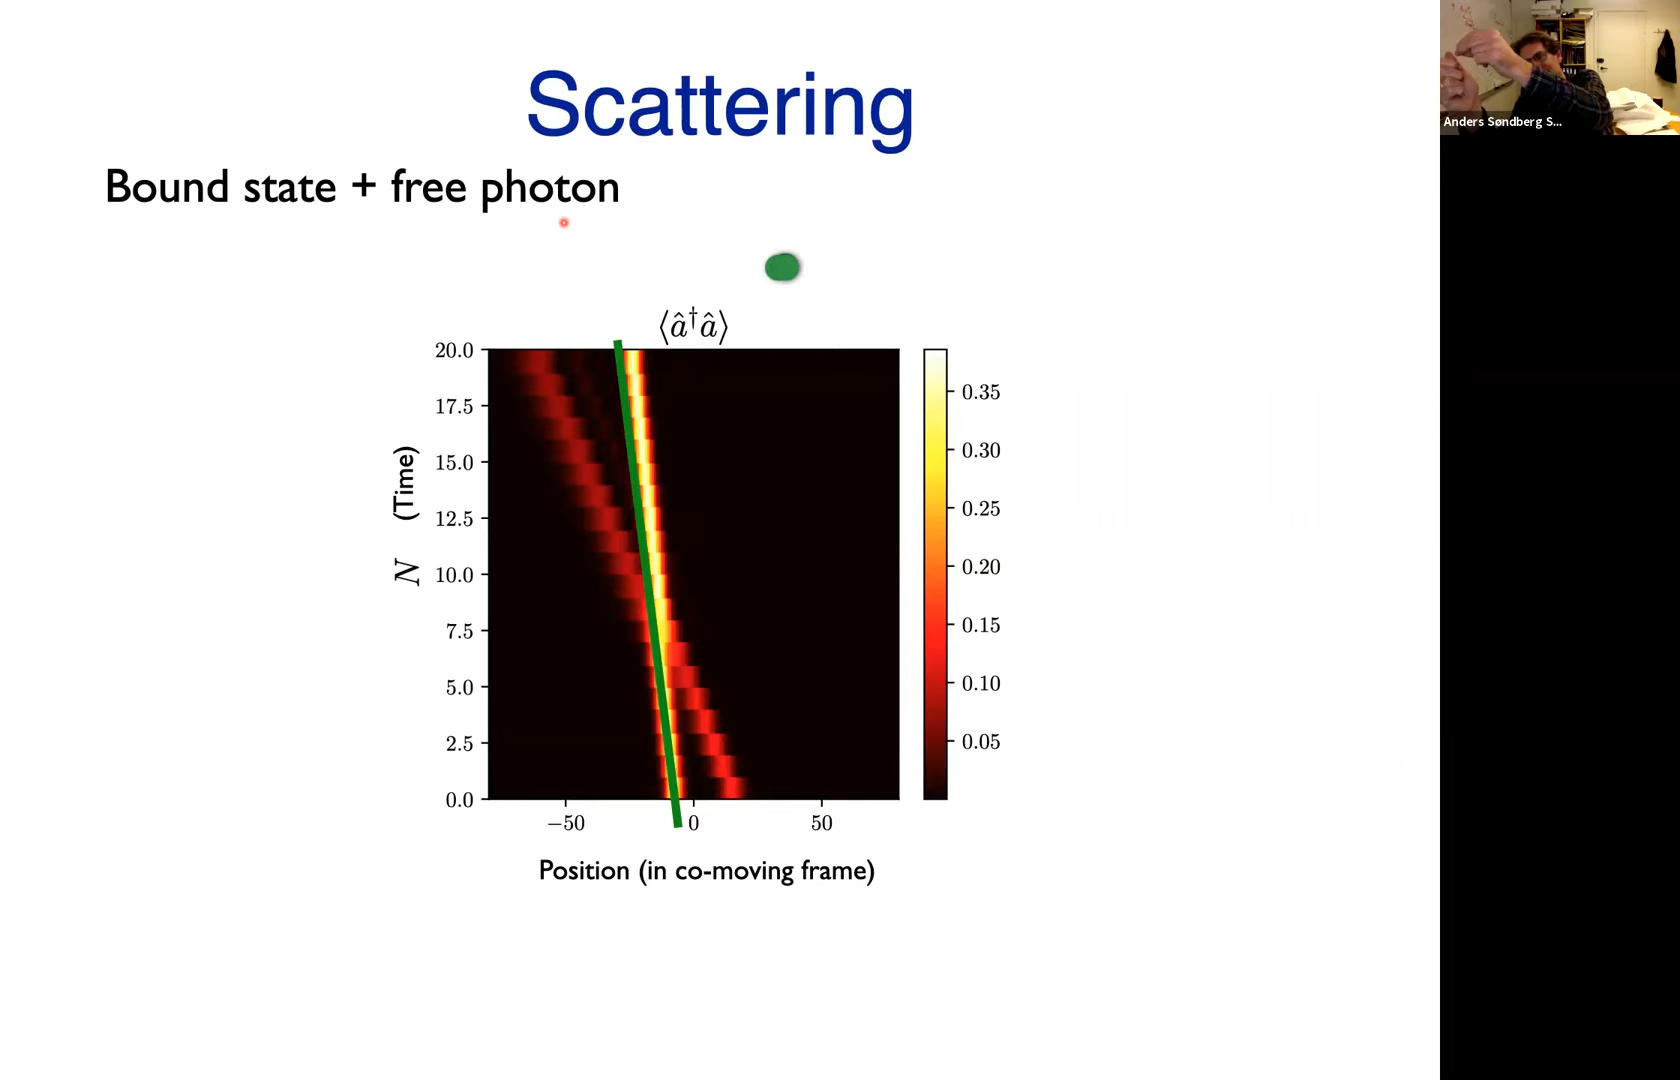 Scattering
Anders Søndberg S...
Bound state + free photon
⟨â†â⟩
20.0
17.5
15.0
12.5
10.0
7.5
5.0
2.5
0.0
N (Time)
−50 0 50
Position (in co-moving frame)
0.35
0.30
0.25
0.20
0.15
0.10
0.05